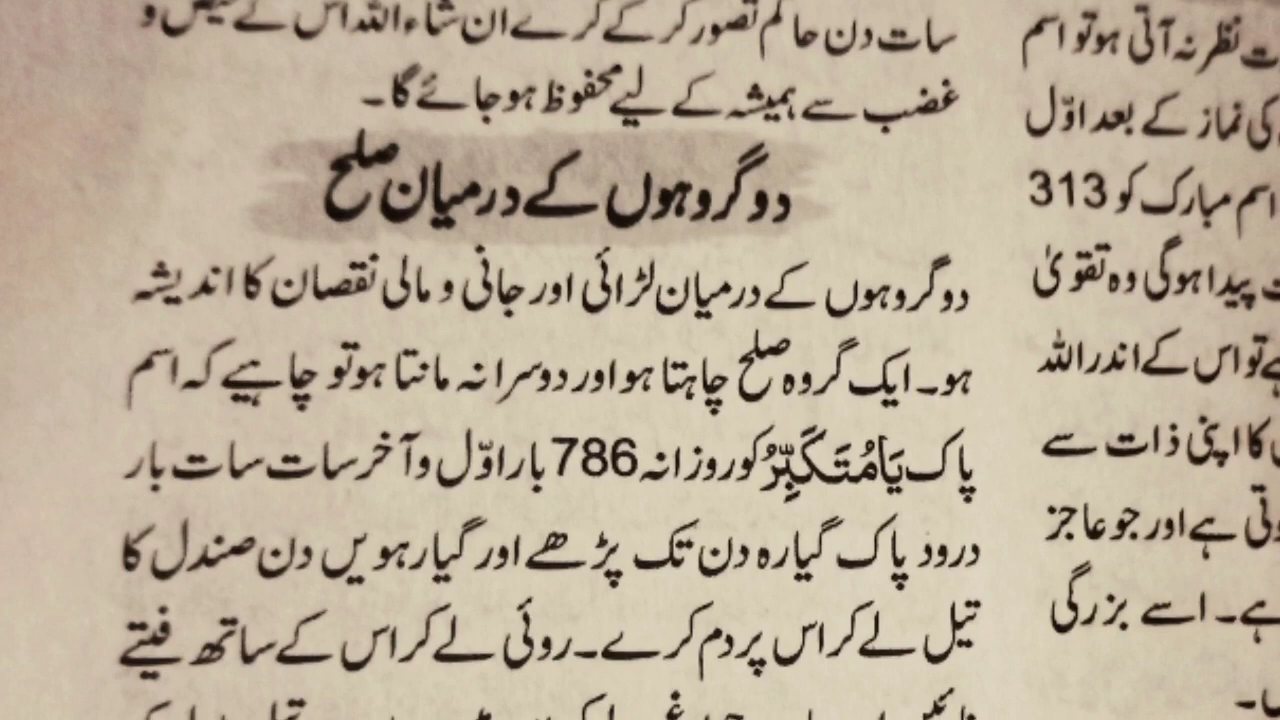 ت نظر نہ آتی ہو تو اسم
کی نماز کے بعد اوّل
اسم مبارک کو 313
پیدا ہوگی وہ تقویٰ
تو اس کے اندر اللہ
کا اپنی ذات سے
ہے اور جو عاجز
ہے۔ اسے بزرگی
سات دن حاکم تصور کر کے کرے ان شاء اللہ اس کے غیض و
غضب سے ہمیشہ کے لیے محفوظ ہو جائے گا۔
دو گروہوں کے درمیان صلح
دو گروہوں کے درمیان لڑائی اور جانی و مالی نقصان کا اندیشہ
ہو۔ ایک گروہ صلح چاہتا ہو اور دوسرا نہ مانتا ہو تو چاہیے کہ اسم
پاک یَامُتَکَبِّرُ کو روزانہ 786 بار اوّل و آخر سات سات بار
درود پاک گیارہ دن تک پڑھے اور گیارہویں دن صندل کا
تیل لے کر اس پر دم کرے۔ روئی لے کر اس کے ساتھ فیتے